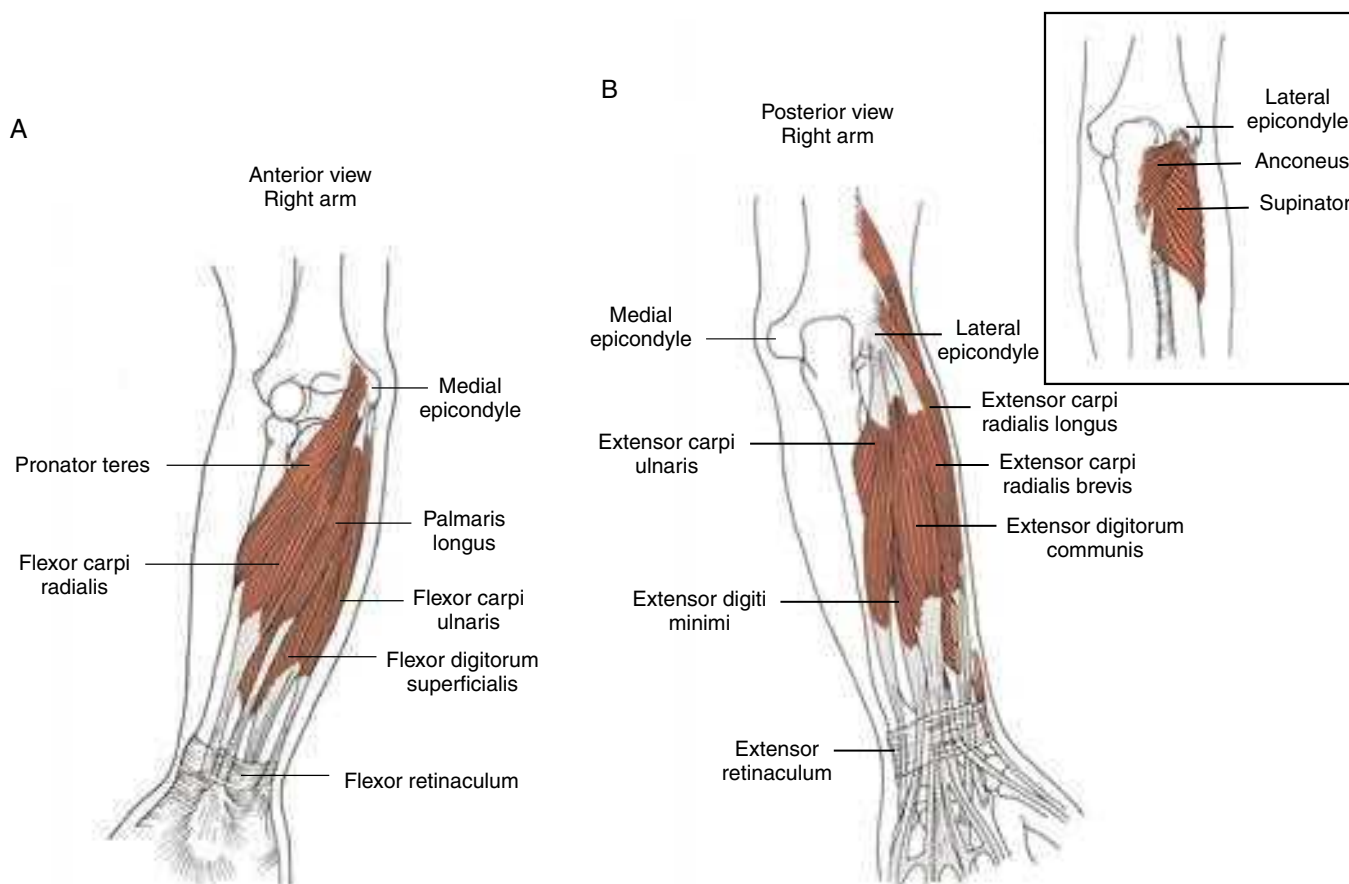 A
Anterior view
Right arm
Medial
epicondyle
Pronator teres
Palmaris
longus
Flexor carpi
radialis
Flexor carpi
ulnaris
Flexor digitorum
superficialis
Flexor retinaculum
B
Posterior view
Right arm
Medial
epicondyle
Lateral
epicondyle
Extensor carpi
radialis longus
Extensor carpi
ulnaris
Extensor carpi
radialis brevis
Extensor digitorum
communis
Extensor digiti
minimi
Extensor
retinaculum
Lateral
epicondyle
Anconeus
Supinator